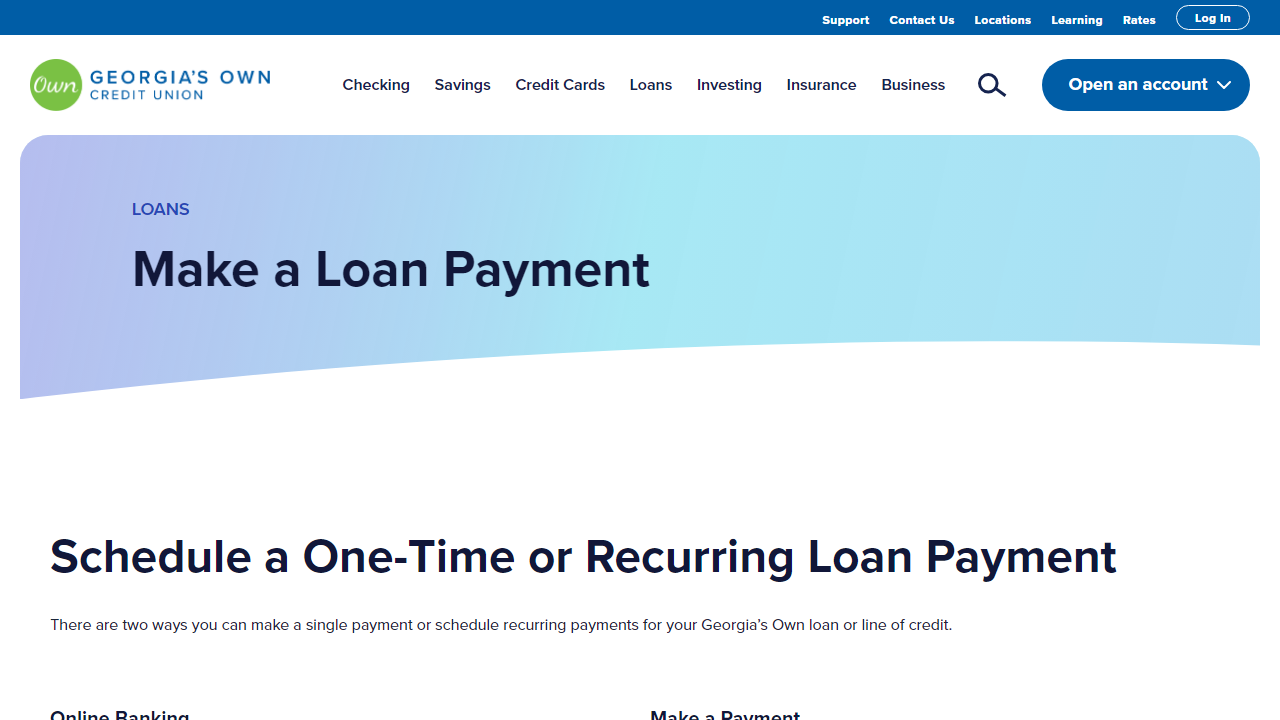 Support Contact Us Locations Learning Rates Log In
Own GEORGIA'S OWN
CREDIT UNION
Checking Savings Credit Cards Loans Investing Insurance Business Open an account
LOANS
Make a Loan Payment
Schedule a One-Time or Recurring Loan Payment
There are two ways you can make a single payment or schedule recurring payments for your Georgia’s Own loan or line of credit.
Online Banking Make a Payment